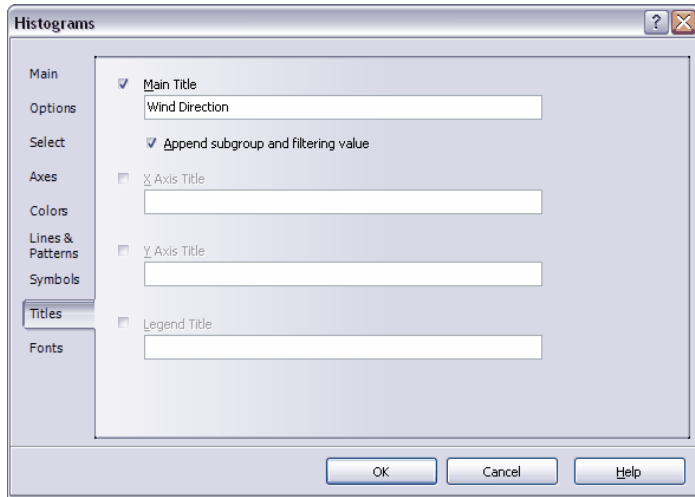 Histograms
?
X
Main
Options
Select
Axes
Colors
Lines &
Patterns
Symbols
Titles
Fonts
Main Title
Wind Direction
Append subgroup and filtering value
X Axis Title
Y Axis Title
Legend Title
OK
Cancel
Help